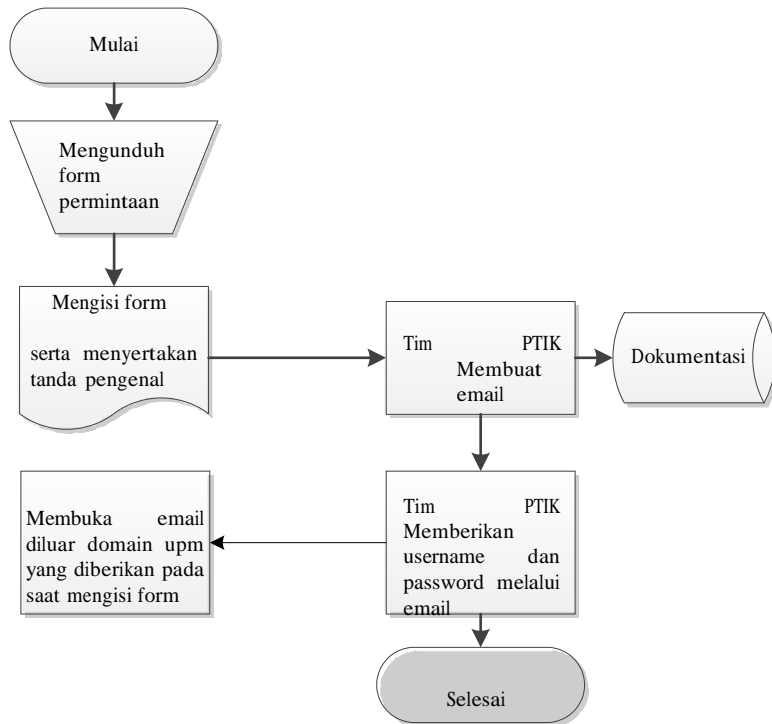 Mulai
Mengunduh
form
permintaan
Mengisi form
serta menyertakan
tanda pengenal
Tim PTIK
Membuat
email
Dokumentasi
Membuka email
diluar domain upm
yang diberikan pada
saat mengisi form
Tim PTIK
Memberikan
username dan
password melalui
email
Selesai